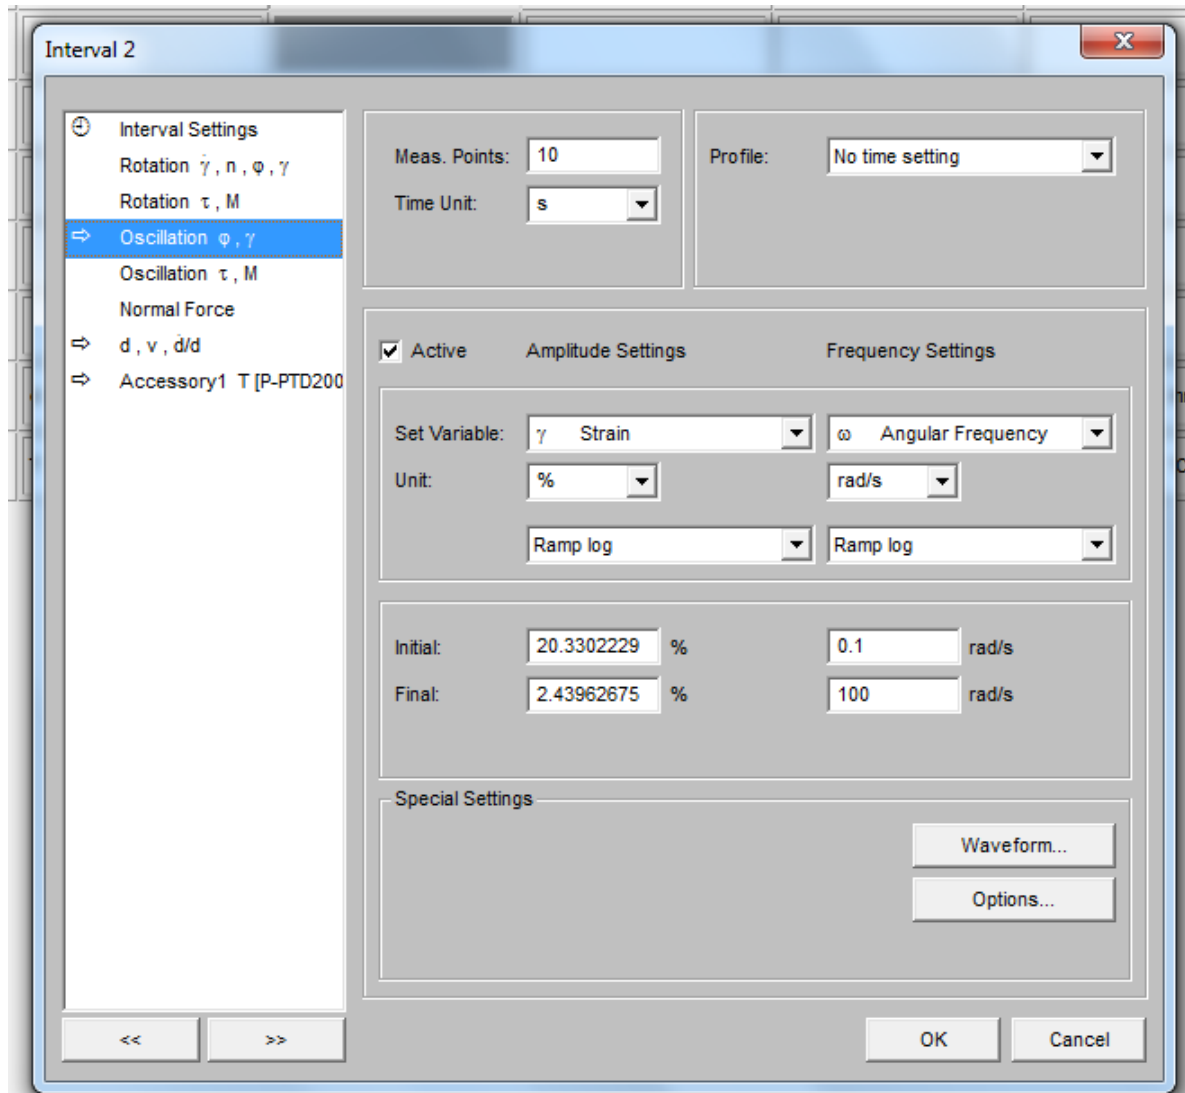 Interval 2
Interval Settings
Rotation γ̇ , n , φ , γ
Rotation τ , M
Oscillation φ , γ
Oscillation τ , M
Normal Force
d , v , ḋ/d
Accessory1 T [P-PTD200
<< >>
Meas. Points: 10
Time Unit: s
Profile: No time setting
Active Amplitude Settings Frequency Settings
Set Variable: γ Strain ω Angular Frequency
Unit: % rad/s
Ramp log Ramp log
Initial: 20.3302229 % 0.1 rad/s
Final: 2.43962675 % 100 rad/s
Special Settings
Waveform...
Options...
OK Cancel